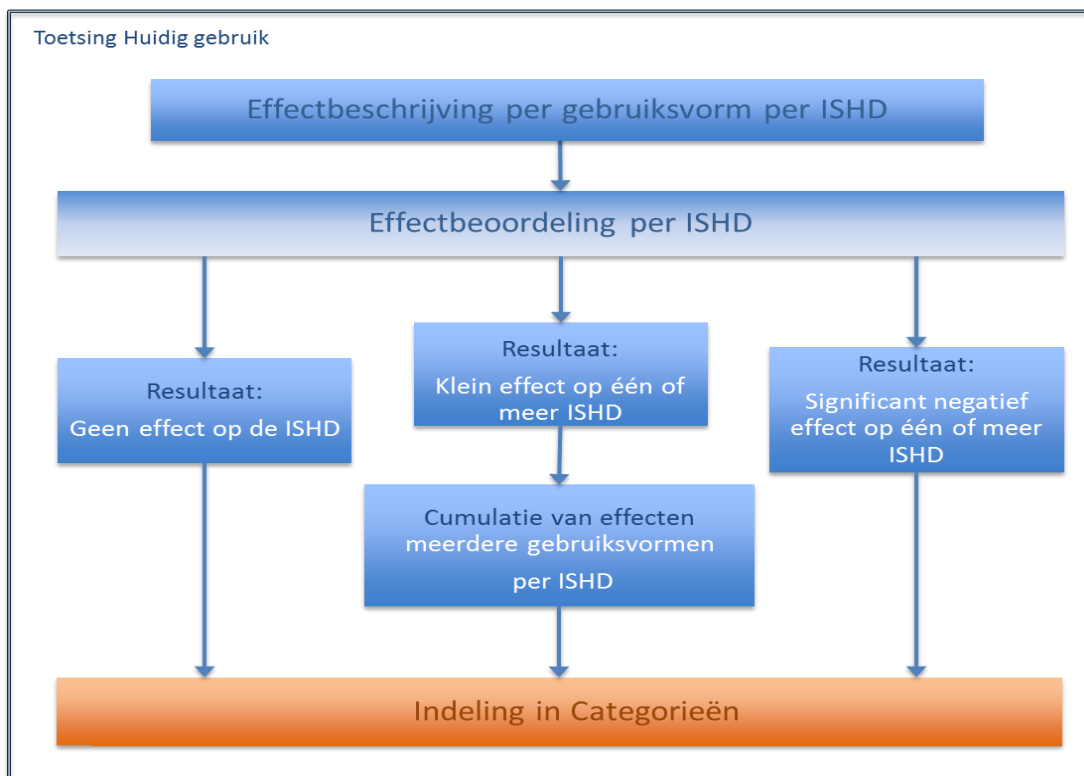 Toetsing Huidig gebruik
Effectbeschrijving per gebruiksvorm per ISHD
Effectbeoordeling per ISHD
Resultaat:
Geen effect op de ISHD
Resultaat:
Klein effect op één of
meer ISHD
Resultaat:
Significant negatief
effect op één of meer
ISHD
Cumulatie van effecten
meerdere gebruiksvormen
per ISHD
Indeling in Categorieën